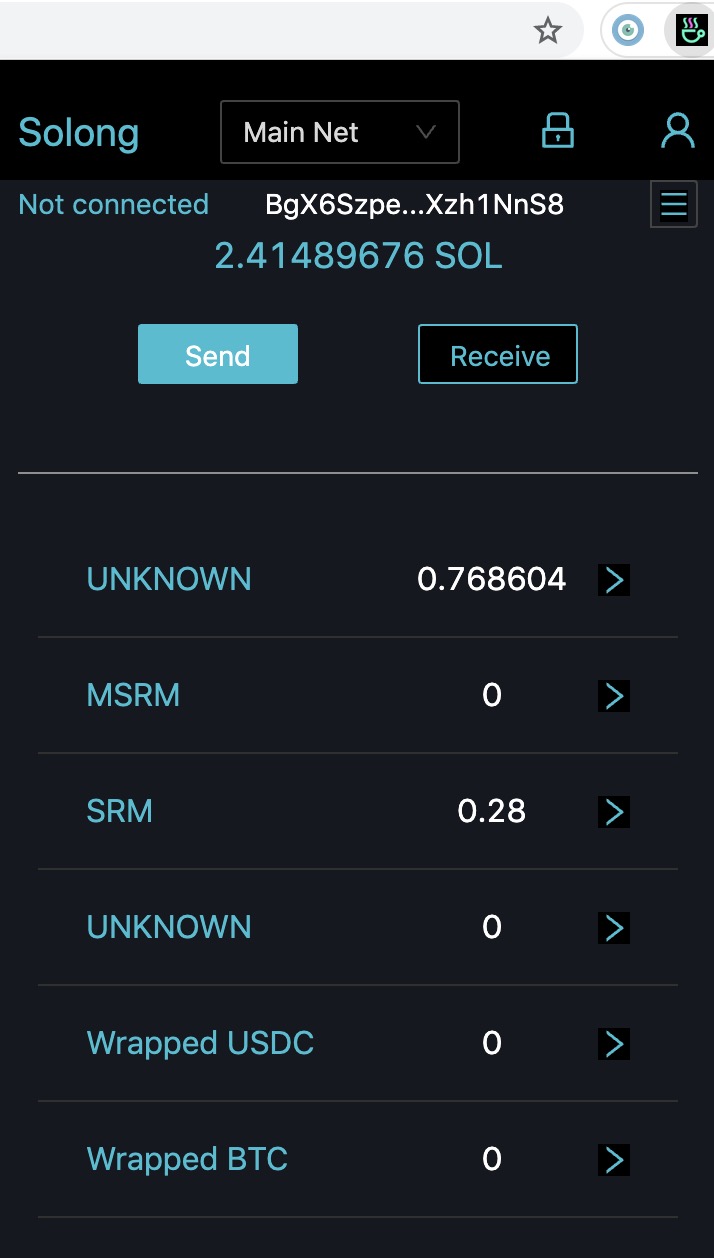 Solong Main Net
Not connected BgX6Szpe...Xzh1NnS8
2.41489676 SOL
Send Receive
UNKNOWN 0.768604
MSRM 0
SRM 0.28
UNKNOWN 0
Wrapped USDC 0
Wrapped BTC 0